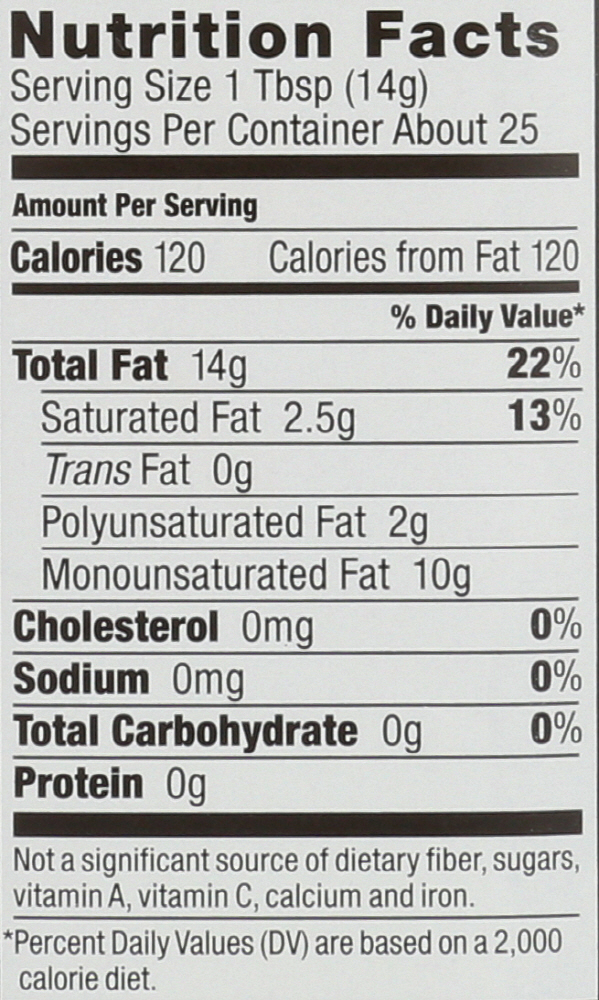 Nutrition Facts
Serving Size 1 Tbsp (14g)
Servings Per Container About 25
Amount Per Serving
Calories 120 Calories from Fat 120
% Daily Value*
Total Fat 14g 22%
Saturated Fat 2.5g 13%
Trans Fat 0g
Polyunsaturated Fat 2g
Monounsaturated Fat 10g
Cholesterol 0mg 0%
Sodium 0mg 0%
Total Carbohydrate 0g 0%
Protein 0g
Not a significant source of dietary fiber, sugars,
vitamin A, vitamin C, calcium and iron.
*Percent Daily Values (DV) are based on a 2,000
calorie diet.